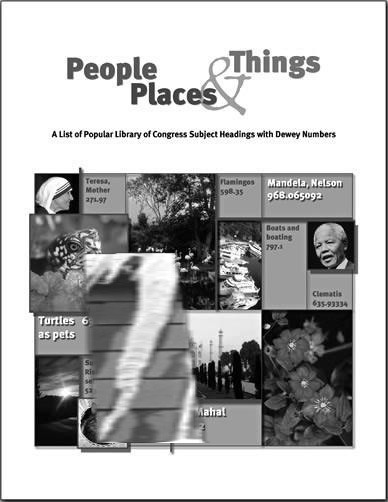 People
Places & Things
A List of Popular Library of Congress Subject Headings with Dewey Numbers
Teresa,
Mother
271.97
Flamingos
598.35
Mandela, Nelson
968.065092
Boats and
boating
797.1
Clematis
635.93334
Turtles 6
as pets
Mahal